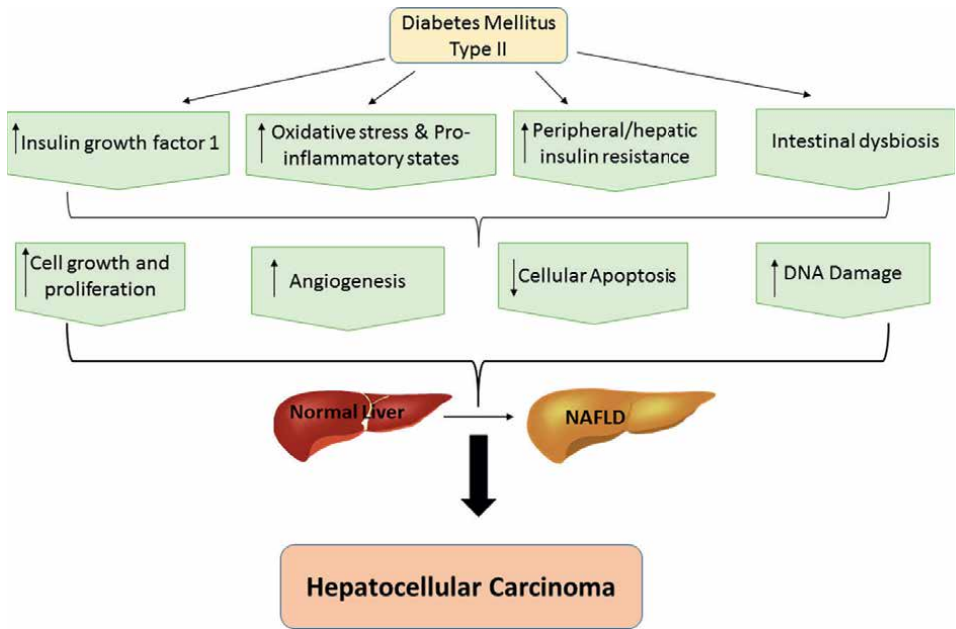 Diabetes Mellitus
Type II
Insulin growth factor 1
Oxidative stress & Pro-
inflammatory states
Peripheral/hepatic
insulin resistance
Intestinal dysbiosis
Cell growth and
proliferation
Angiogenesis
Cellular Apoptosis
DNA Damage
Normal Liver
NAFLD
Hepatocellular Carcinoma